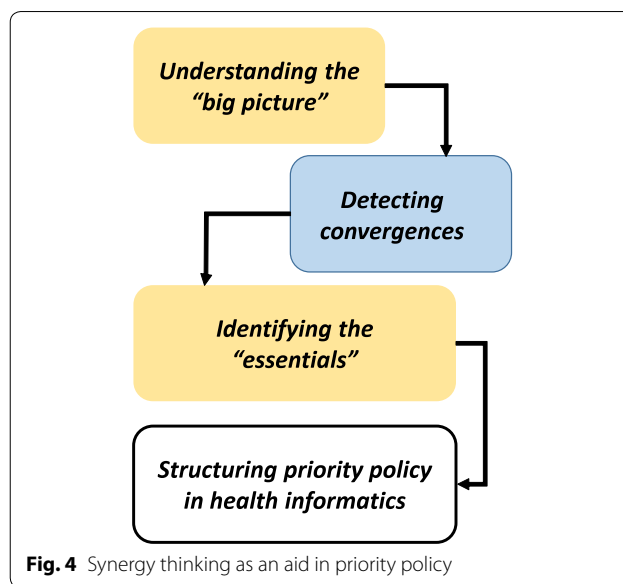 Understanding the
“big picture”
Detecting
convergences
Identifying the
“essentials”
Structuring priority policy
in health informatics
Fig. 4 Synergy thinking as an aid in priority policy